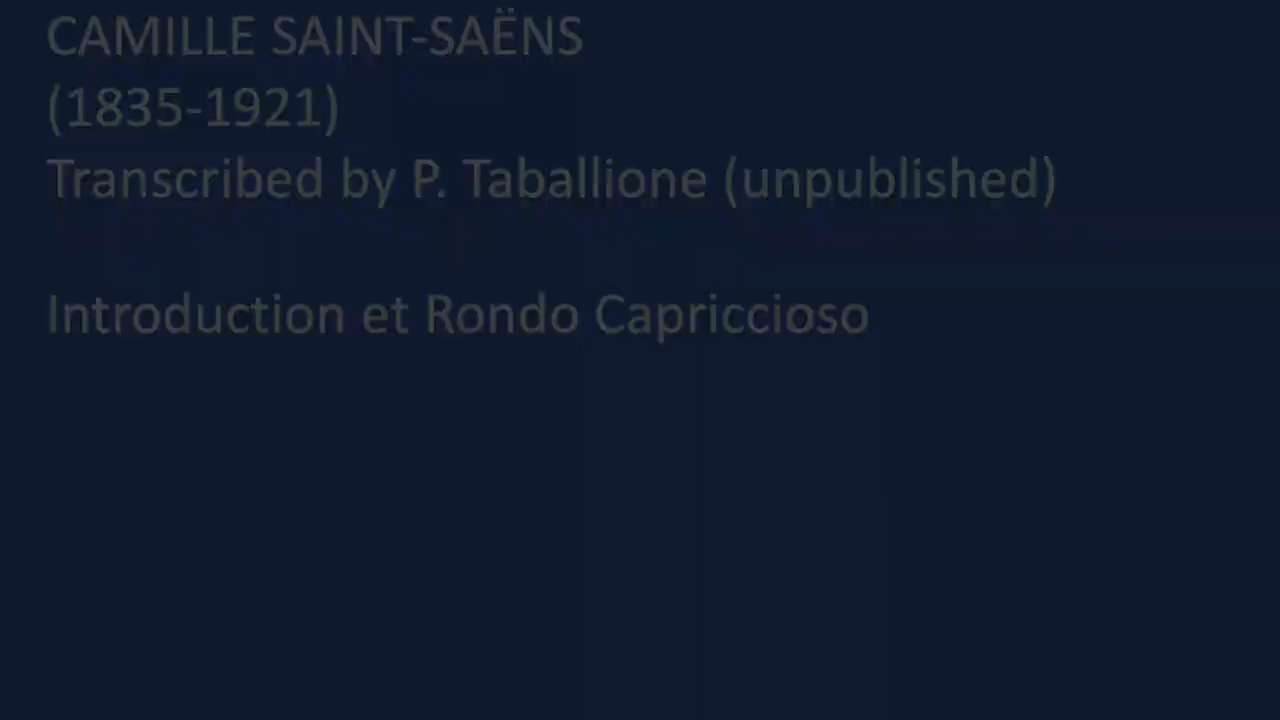 CAMILLE SAINT-SAËNS
(1835-1921)
Transcribed by P. Taballione (unpublished)
Introduction et Rondo Capriccioso